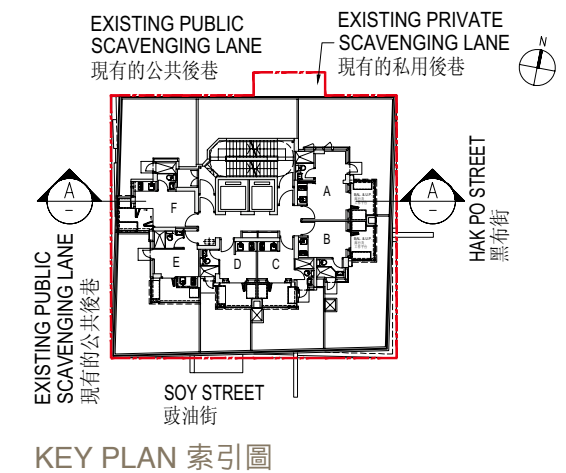 EXISTING PUBLIC
SCAVENGING LANE
現有的公共後巷
EXISTING PRIVATE
SCAVENGING LANE
現有的私用後巷
N
A
A
A
F
B
E
D
C
HAK PO STREET
黑布街
EXISTING PUBLIC
SCAVENGING LANE
現有的公共後巷
SOY STREET
豉油街
KEY PLAN 索引圖